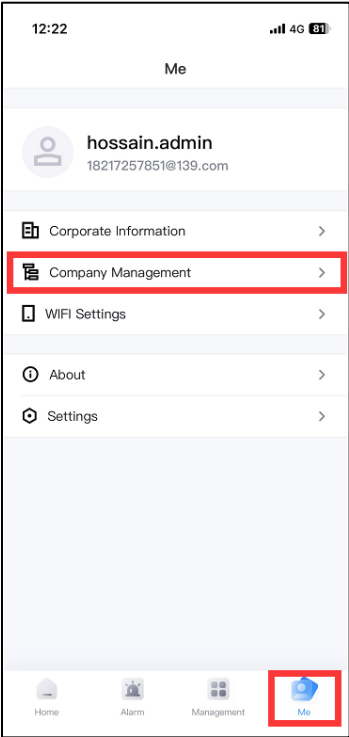 12:22
4G 81
Me
hossain.admin
18217257851@139.com
Corporate Information
Company Management
WIFI Settings
About
Settings
Home Alarm Management Me